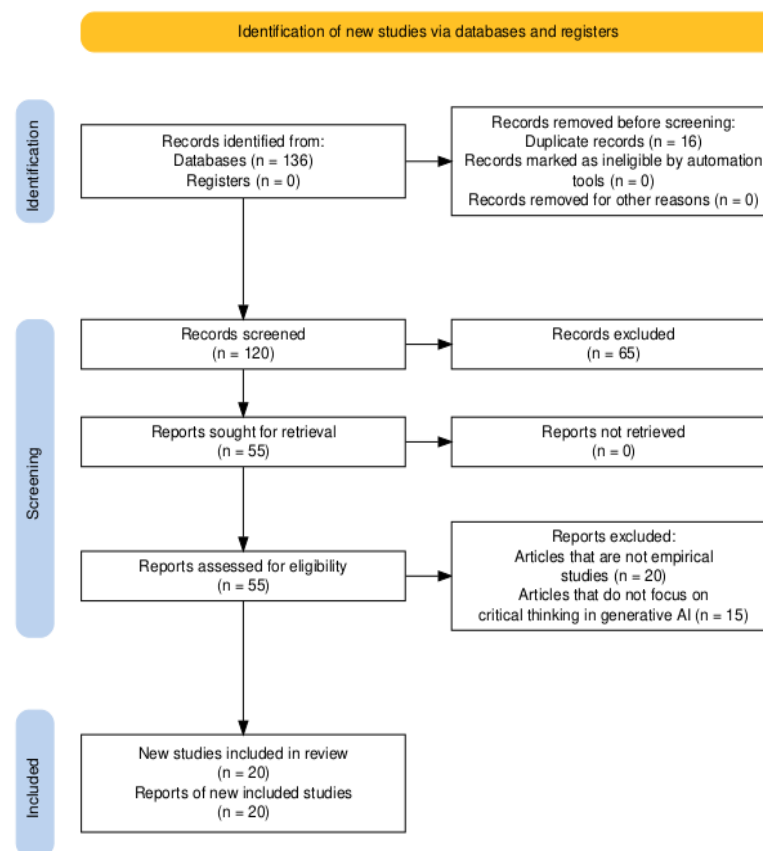 Identification of new studies via databases and registers
Identification
Records identified from:
Databases (n = 136)
Registers (n = 0)
Records removed before screening:
Duplicate records (n = 16)
Records marked as ineligible by automation
tools (n = 0)
Records removed for other reasons (n = 0)
Screening
Records screened
(n = 120)
Records excluded
(n = 65)
Reports sought for retrieval
(n = 55)
Reports not retrieved
(n = 0)
Reports assessed for eligibility
(n = 55)
Reports excluded:
Articles that are not empirical
studies (n = 20)
Articles that do not focus on
critical thinking in generative AI (n = 15)
Included
New studies included in review
(n = 20)
Reports of new included studies
(n = 20)